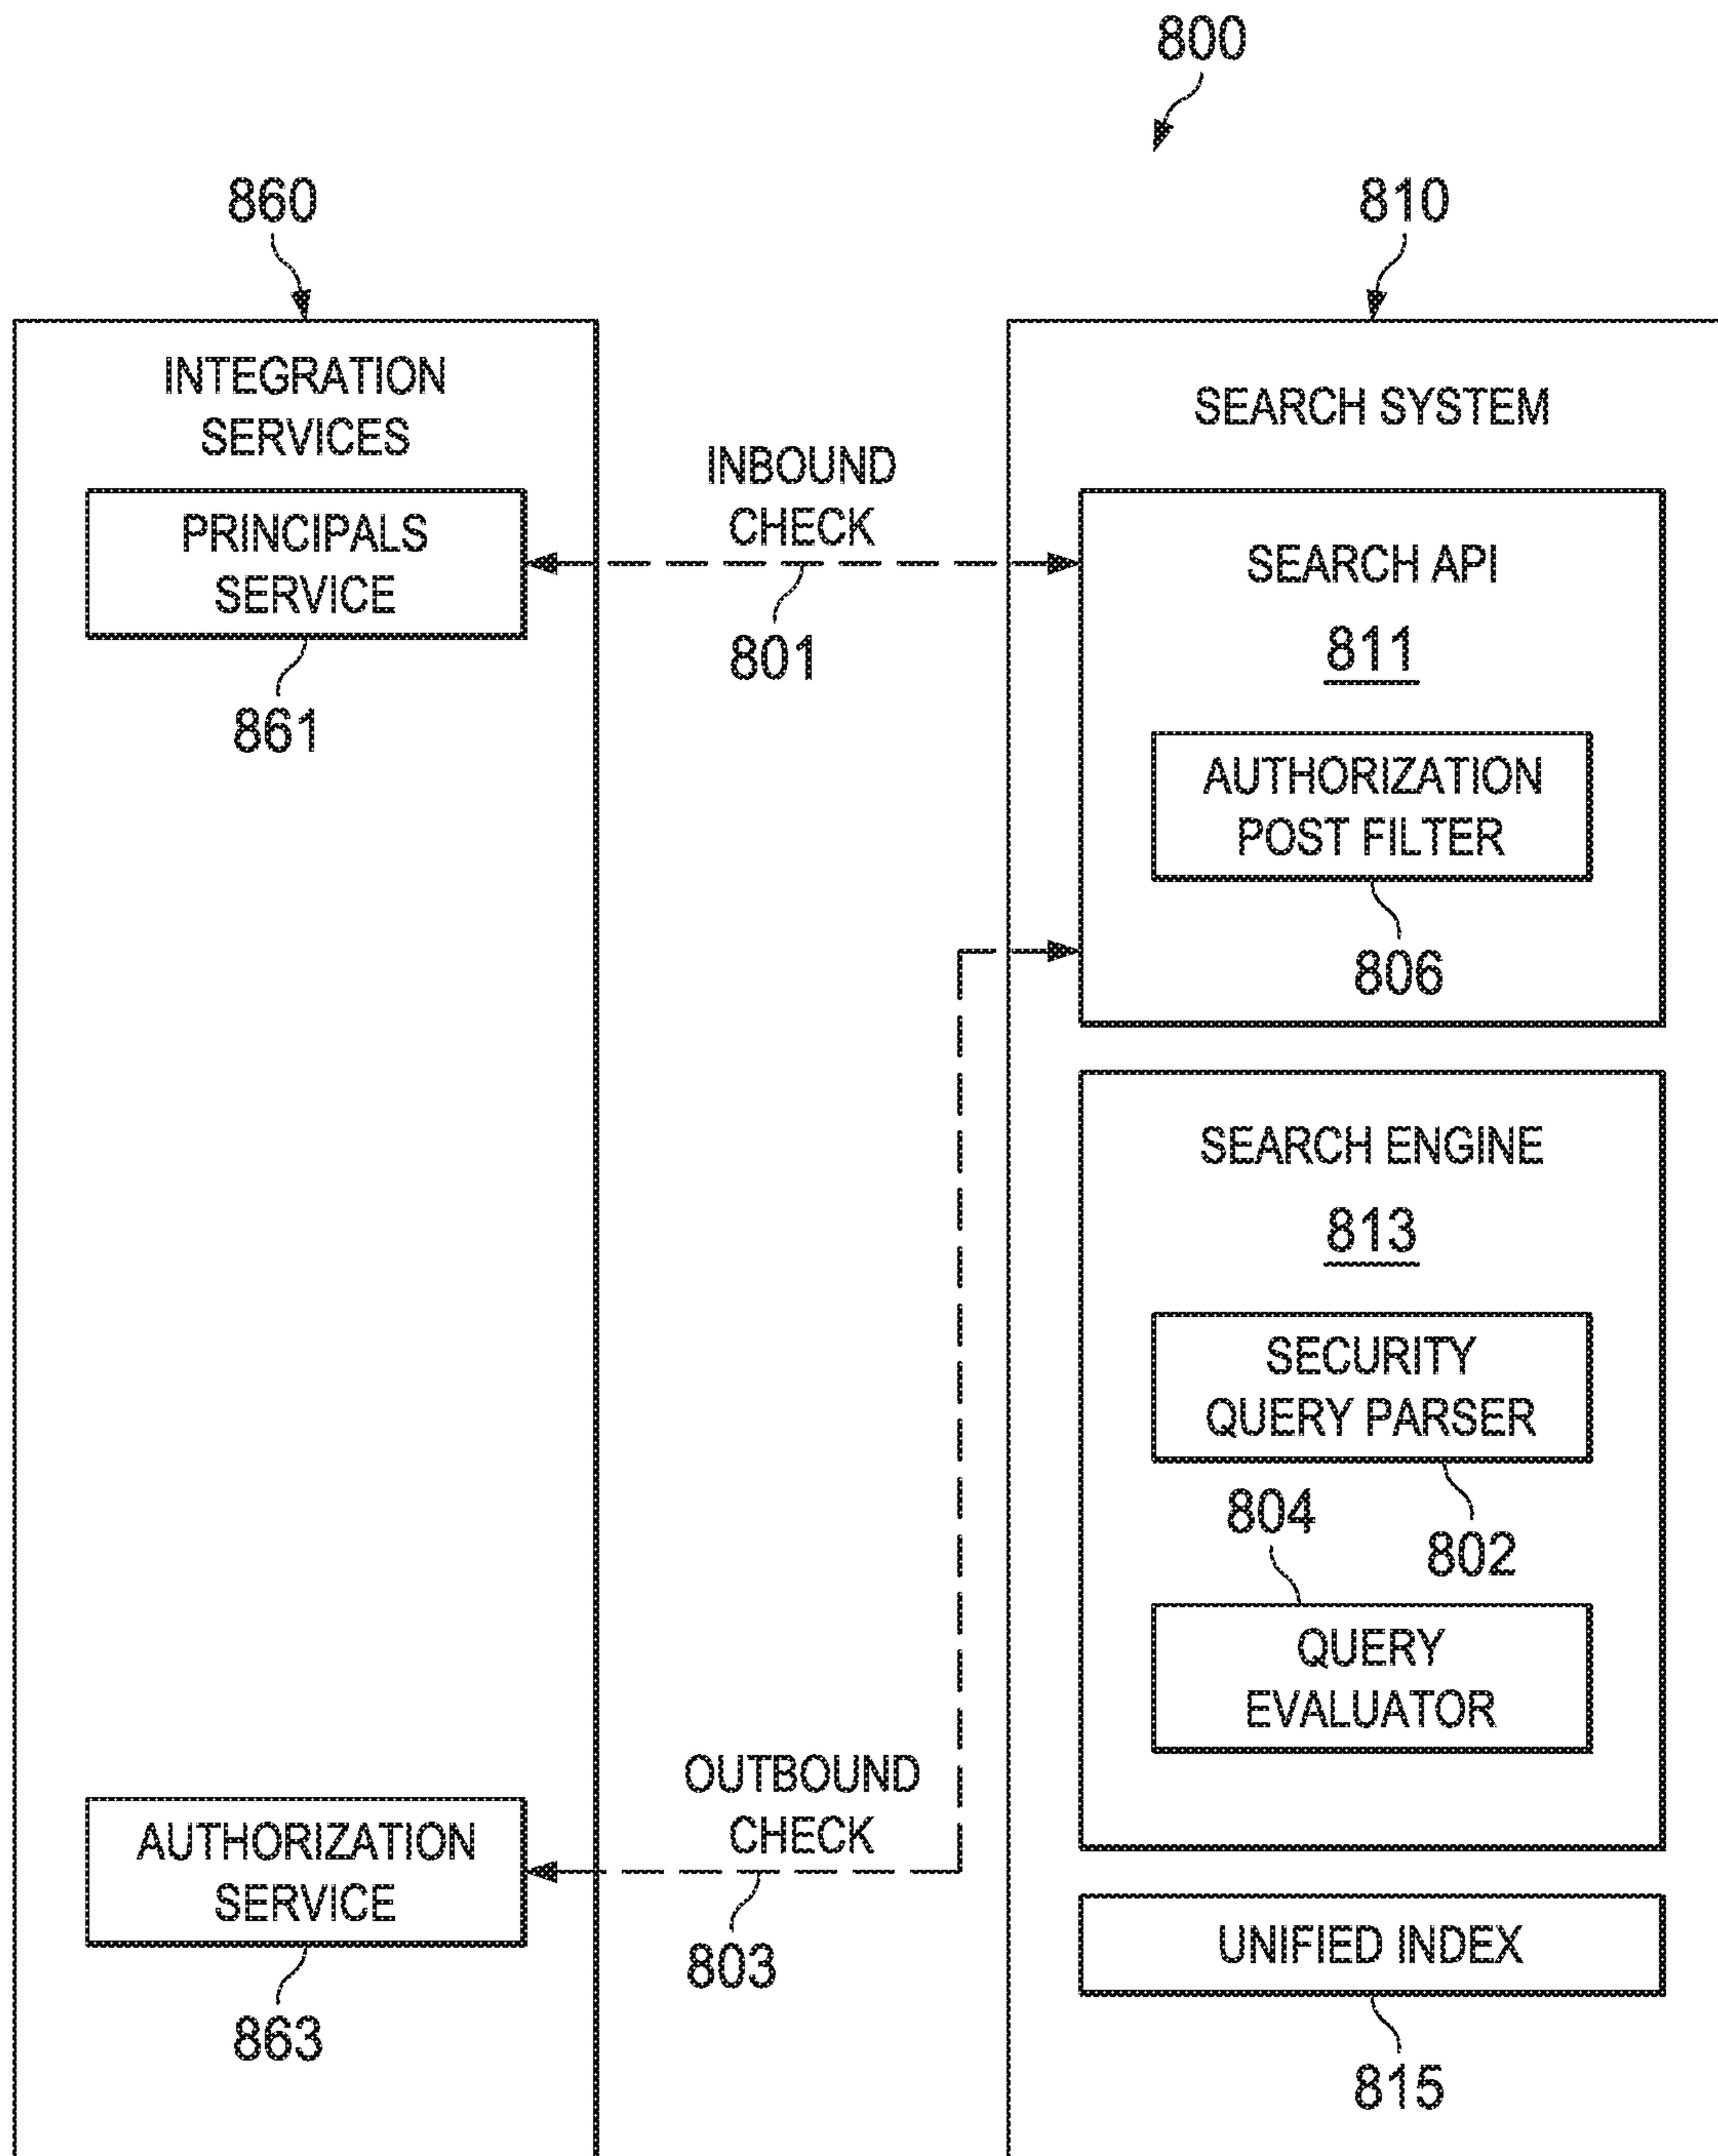 800
860
810
INTEGRATION
SERVICES
PRINCIPALS
SERVICE
861
INBOUND
CHECK
801
SEARCH SYSTEM
SEARCH API
811
AUTHORIZATION
POST FILTER
806
SEARCH ENGINE
813
SECURITY
QUERY PARSER
802
804
QUERY
EVALUATOR
OUTBOUND
CHECK
803
AUTHORIZATION
SERVICE
863
UNIFIED INDEX
815